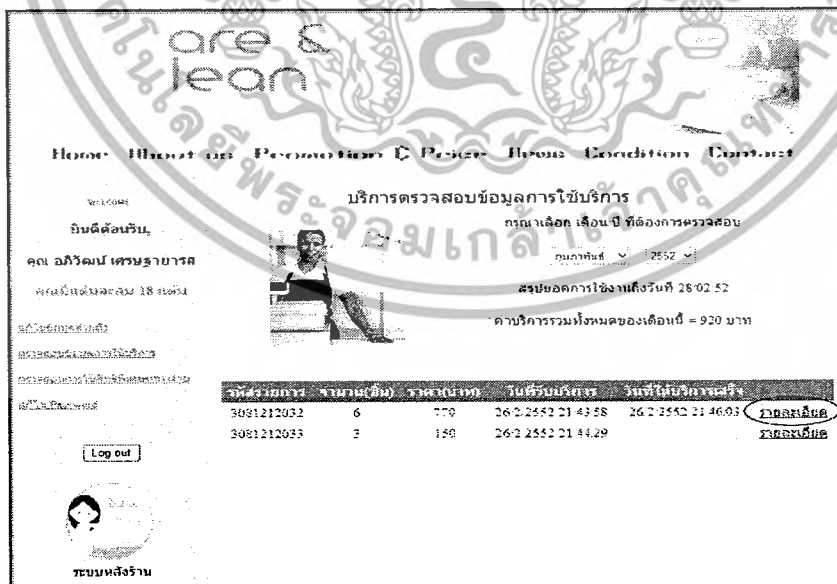 are &
jean
Home About us Promotion & Price News Condition Contact
Welcome
ยินดีต้อนรับ,
คุณ อภิวัฒน์ เศรษฐายารส
คุณมีแต้มสะสม 18 แต้ม
Log out
ระบบหลังร้าน
บริการตรวจสอบข้อมูลการใช้บริการ
กรุณาเลือก เดือน ปี ที่ต้องการตรวจสอบ
กุมภาพันธ์ 2552
สรุปยอดการใช้งานถึงวันที่ 28/02/52
ค่าบริการรวมทั้งหมดของเดือนนี้ = 920 บาท
รหัสรายการ จำนวน(ชิ้น) ราคา(บาท) วันที่รับบริการ วันที่ให้บริการเสร็จ
3081212032 6 770 26/2/2552 21:43:58 26/2/2552 21:46:03 รายละเอียด
3081212033 3 150 26/2/2552 21:44:29 รายละเอียด